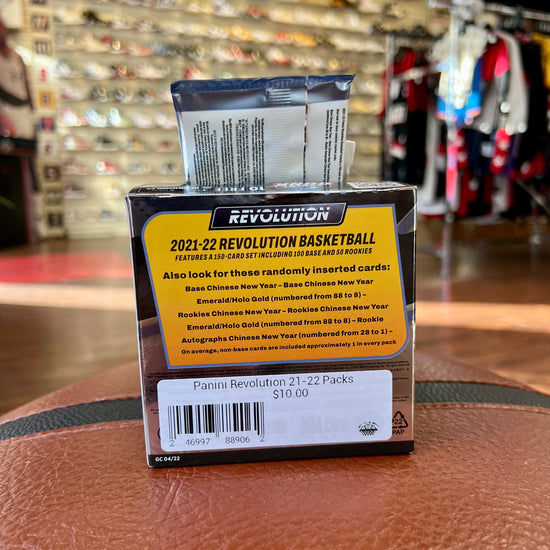 REVOLUTION
2021-22 REVOLUTION BASKETBALL
FEATURES A 150-CARD SET INCLUDING 100 BASE AND 50 ROOKIES
Also look for these randomly inserted cards:
Base Chinese New Year – Base Chinese New Year
Emerald/Holo Gold (numbered from 88 to 8) –
Rookies Chinese New Year – Rookies Chinese New Year
Emerald/Holo Gold (numbered from 88 to 8) – Rookie
Autographs Chinese New Year (numbered from 28 to 1) –
On average, non-base cards are included approximately 1 in every pack
Panini Revolution 21-22 Packs
$10.00
2 46997 88906 2
NBA.com
22
PAP
GC 04/22